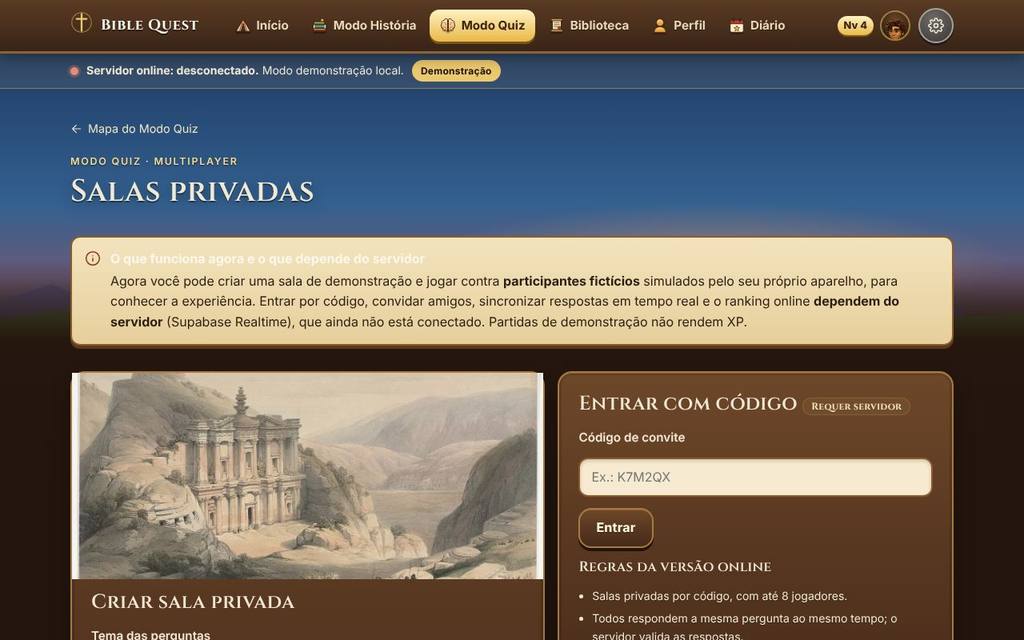 Bible Quest
Início
Modo História
Modo Quiz
Biblioteca
Perfil
Diário
Nv 4
Servidor online: desconectado. Modo demonstração local.
Demonstração
← Mapa do Modo Quiz
MODO QUIZ · MULTIPLAYER
Salas privadas
O que funciona agora e o que depende do servidor
Agora você pode criar uma sala de demonstração e jogar contra participantes fictícios simulados pelo seu próprio aparelho, para
conhecer a experiência. Entrar por código, convidar amigos, sincronizar respostas em tempo real e o ranking online dependem do
servidor (Supabase Realtime), que ainda não está conectado. Partidas de demonstração não rendem XP.
Criar sala privada
Tema das perguntas
Entrar com código
Requer servidor
Código de convite
Ex.: K7M2QX
Entrar
Regras da versão online
• Salas privadas por código, com até 8 jogadores.
• Todos respondem a mesma pergunta ao mesmo tempo; o
servidor valida as respostas.